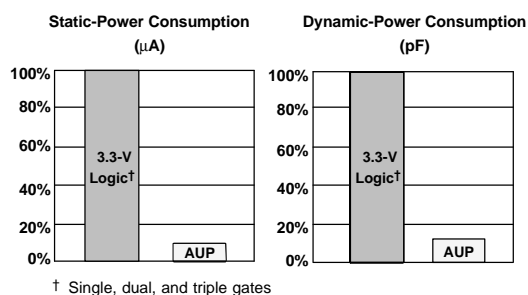 Static-Power Consumption
(µA)
100%
80%
60%
40%
20%
0%
3.3-V
Logic†
AUP
Dynamic-Power Consumption
(pF)
100%
80%
60%
40%
20%
0%
3.3-V
Logic†
AUP
† Single, dual, and triple gates